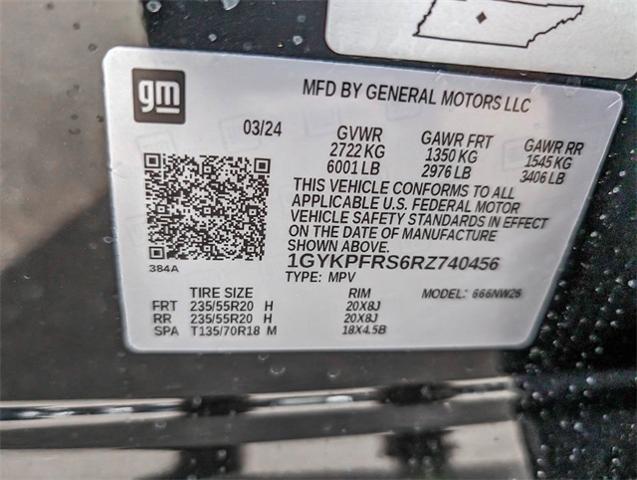 gm
MFD BY GENERAL MOTORS LLC
03/24 GVWR GAWR FRT GAWR RR
2722 KG 1350 KG 1545 KG
6001 LB 2976 LB 3406 LB
THIS VEHICLE CONFORMS TO ALL
APPLICABLE U.S. FEDERAL MOTOR
VEHICLE SAFETY STANDARDS IN EFFECT
ON THE DATE OF MANUFACTURE
SHOWN ABOVE.
384A
1GYKPFRS6RZ740456
TYPE: MPV MODEL: 666NW26
TIRE SIZE RIM
FRT 235/55R20 H 20X8J
RR 235/55R20 H 20X8J
SPA T135/70R18 M 18X4.5B